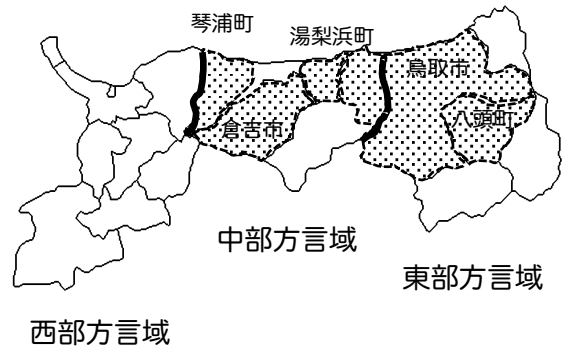 琴浦町
湯梨浜町
鳥取市
八頭町
倉吉市
中部方言域
東部方言域
西部方言域